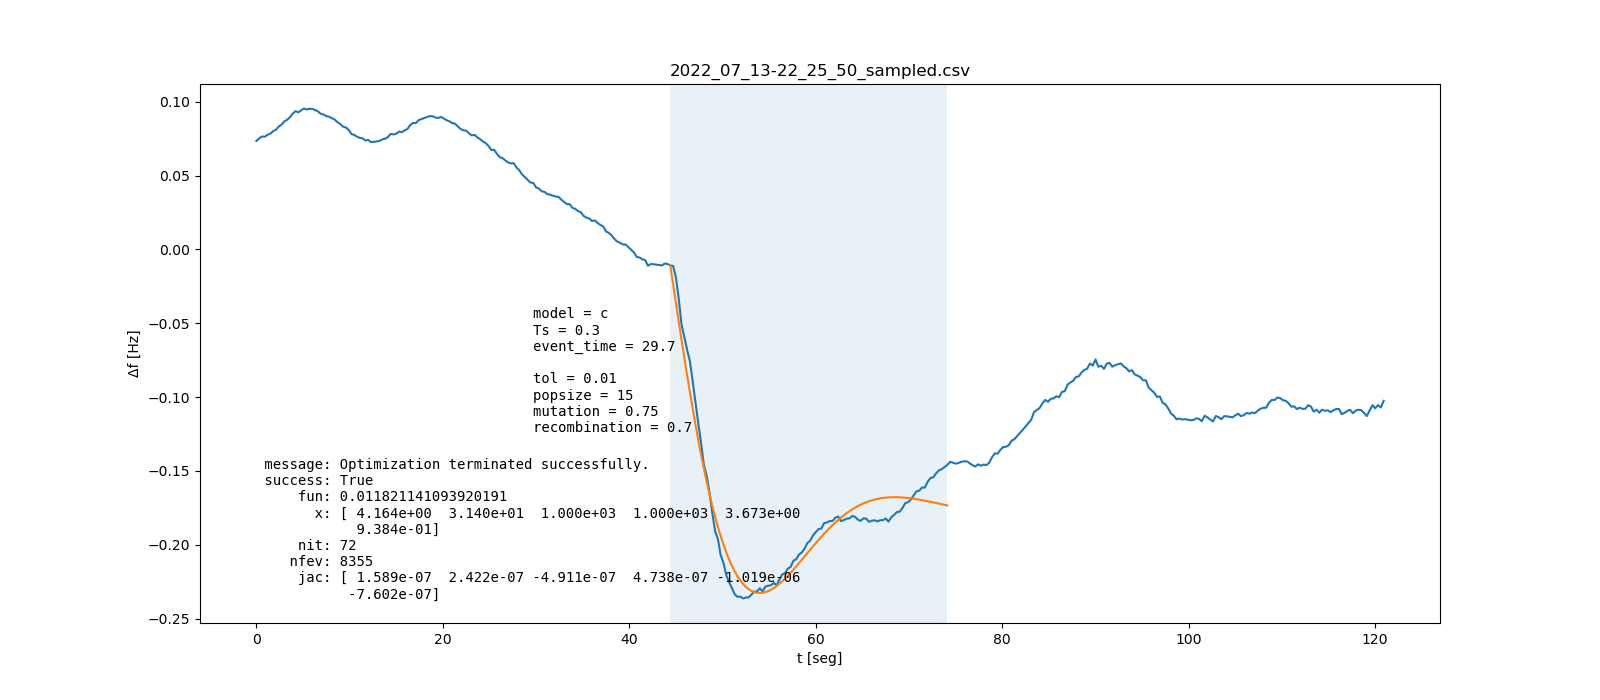 2022_07_13-22_25_50_sampled.csv
0.10
0.05
0.00
−0.05
−0.10
−0.15
−0.20
−0.25
Δf [Hz]
model = c
Ts = 0.3
event_time = 29.7
tol = 0.01
popsize = 15
mutation = 0.75
recombination = 0.7
message: Optimization terminated successfully.
success: True
fun: 0.011821141093920191
x: [ 4.164e+00 3.140e+01 1.000e+03 1.000e+03 3.673e+00
9.384e-01]
nit: 72
nfev: 8355
jac: [ 1.589e-07 2.422e-07 -4.911e-07 4.738e-07 -1.019e-06
-7.602e-07]
0 20 40 60 80 100 120
t [seg]